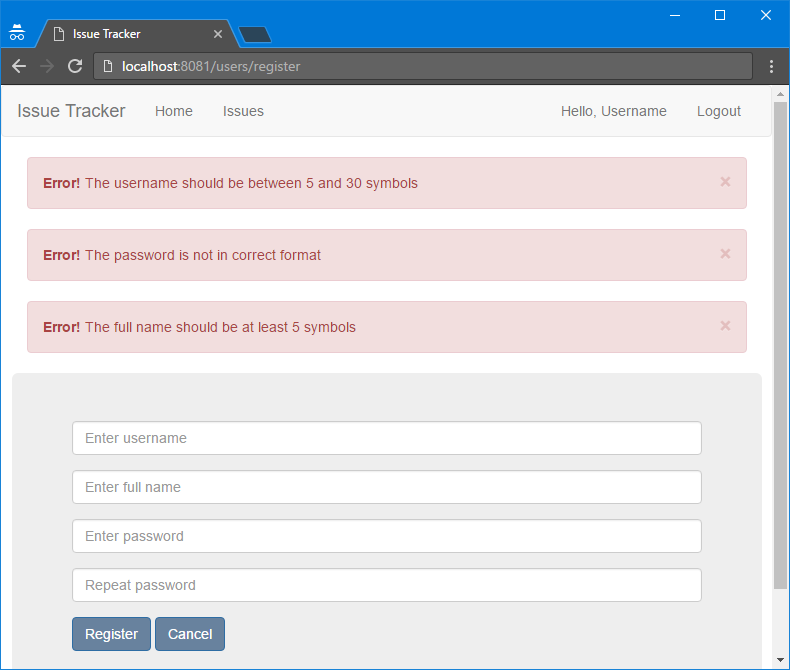 Issue Tracker
localhost:8081/users/register
Issue Tracker Home Issues Hello, Username Logout
Error! The username should be between 5 and 30 symbols ×
Error! The password is not in correct format ×
Error! The full name should be at least 5 symbols ×
Enter username
Enter full name
Enter password
Repeat password
Register Cancel